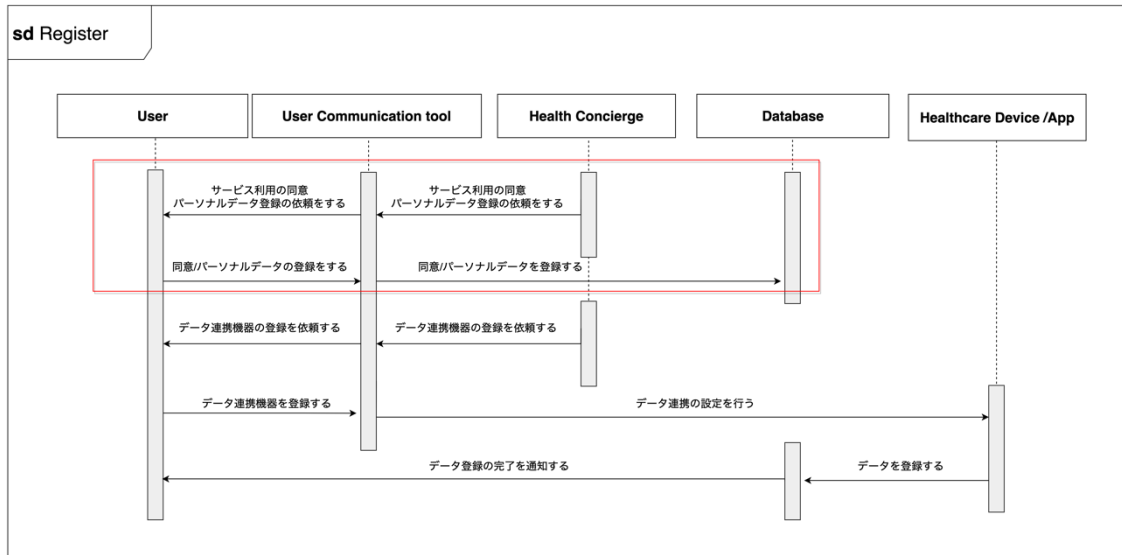 sd Register
User
User Communication tool
Health Concierge
Database
Healthcare Device /App
サービス利用の同意
パーソナルデータ登録の依頼をする
サービス利用の同意
パーソナルデータ登録の依頼をする
同意/パーソナルデータの登録をする
同意/パーソナルデータを登録する
データ連携機器の登録を依頼する
データ連携機器の登録を依頼する
データ連携機器を登録する
データ連携の設定を行う
データ登録の完了を通知する
データを登録する